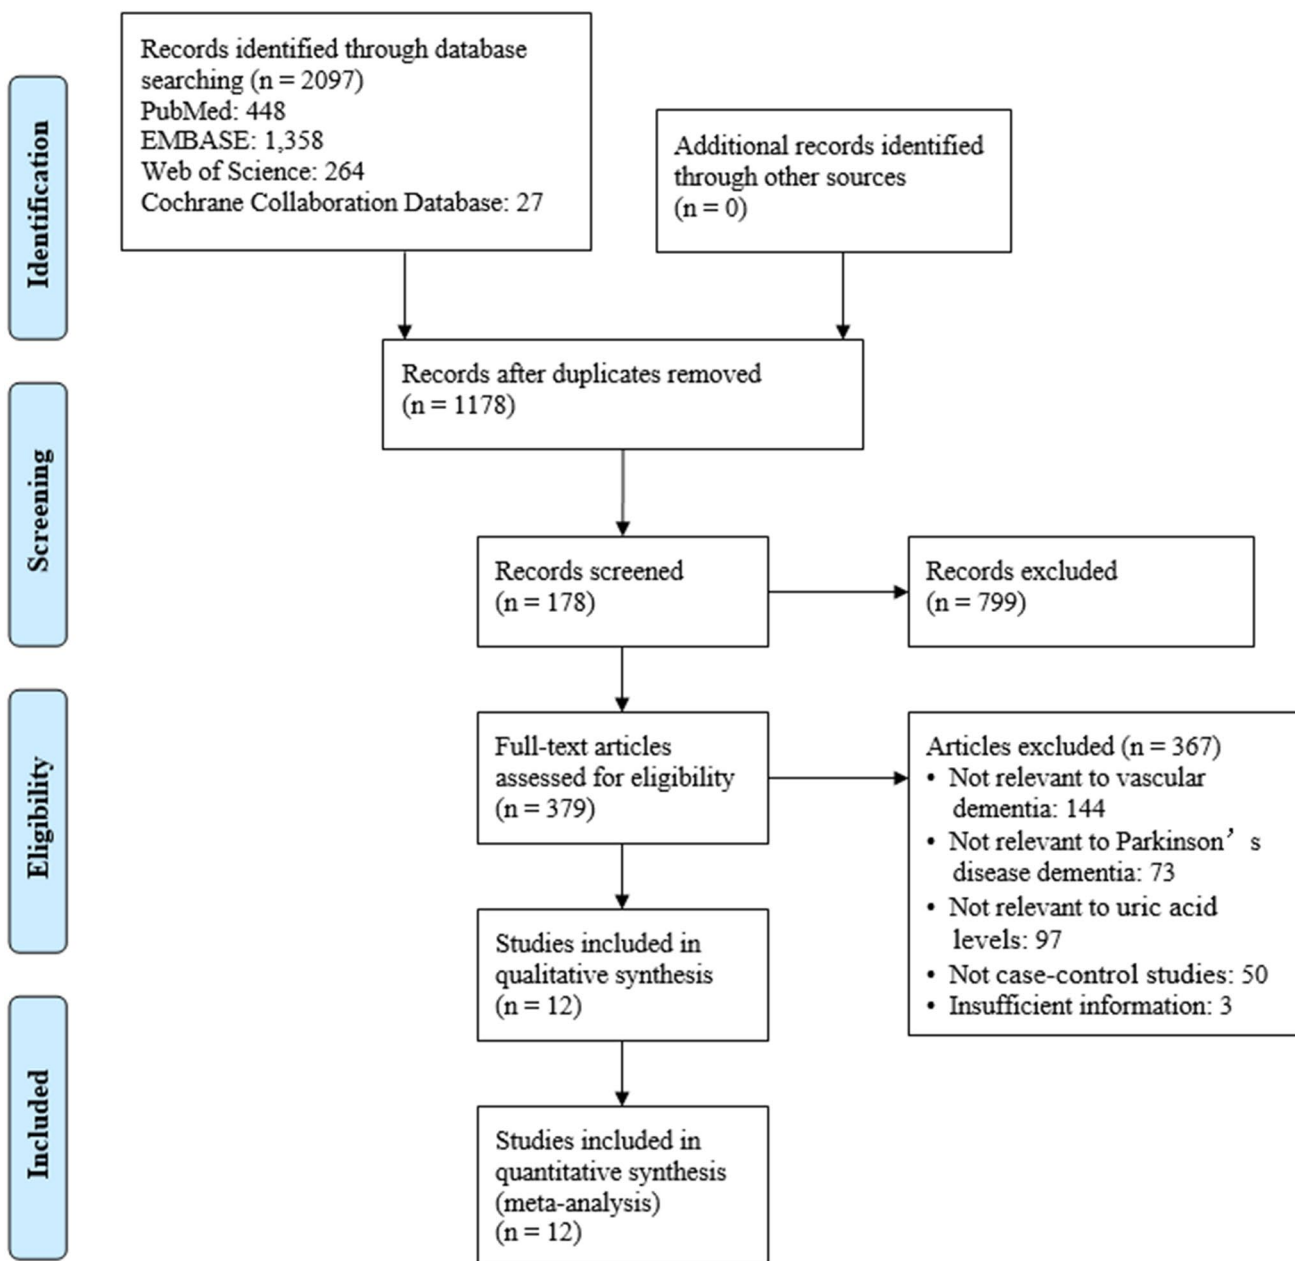 Identification
Records identified through database
searching (n = 2097)
PubMed: 448
EMBASE: 1,358
Web of Science: 264
Cochrane Collaboration Database: 27
Additional records identified
through other sources
(n = 0)
Records after duplicates removed
(n = 1178)
Screening
Records screened
(n = 178)
Records excluded
(n = 799)
Eligibility
Full-text articles
assessed for eligibility
(n = 379)
Articles excluded (n = 367)
• Not relevant to vascular
dementia: 144
• Not relevant to Parkinson’ s
disease dementia: 73
• Not relevant to uric acid
levels: 97
• Not case-control studies: 50
• Insufficient information: 3
Studies included in
qualitative synthesis
(n = 12)
Included
Studies included in
quantitative synthesis
(meta-analysis)
(n = 12)